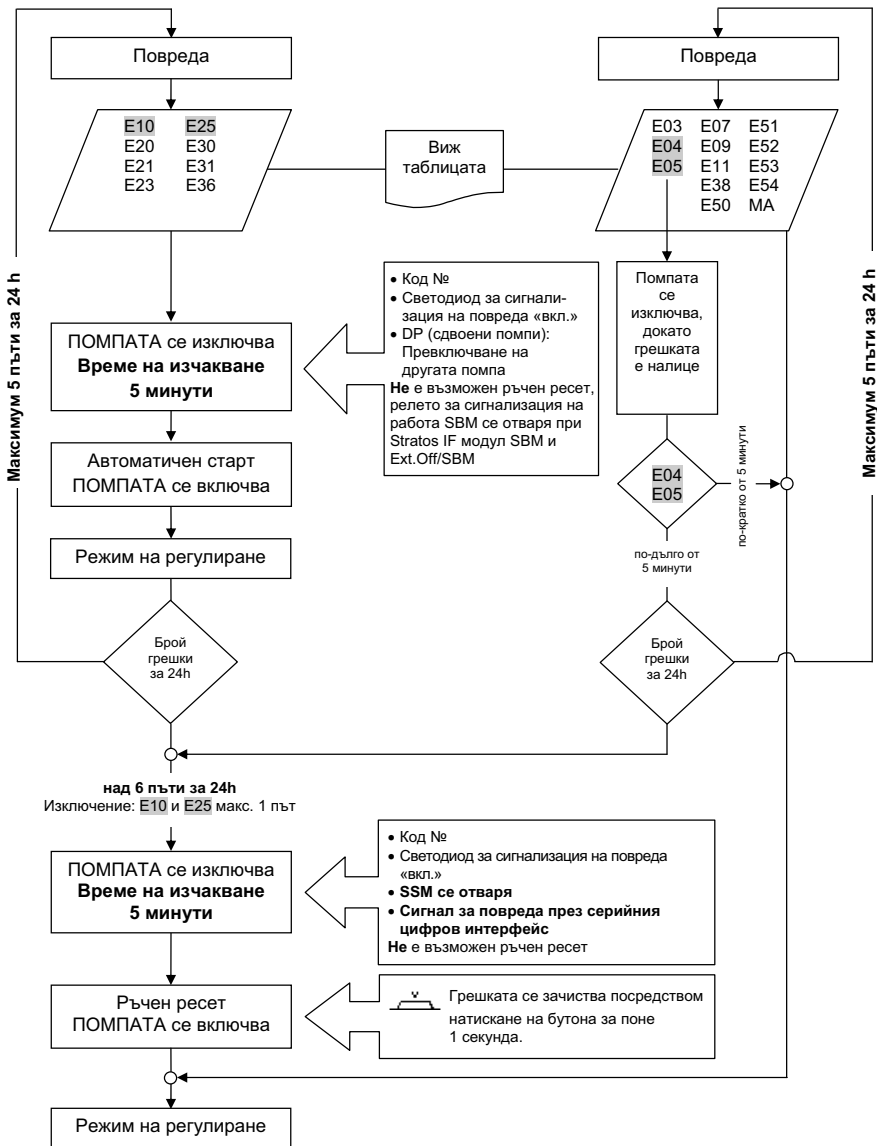 Повреда
Повреда
E10 E25
E20 E30
E21 E31
E23 E36
Виж
таблицата
E03 E07 E51
E04 E09 E52
E05 E11 E53
E38 E54
E50 MA
Максимум 5 пъти за 24 h
ПОМПАТА се изключва
Време на изчакване
5 минути
• Код №
• Светодиод за сигнали-
зация на повреда «вкл.»
• DP (сдвоени помпи):
Превключване на
другата помпа
Не е възможен ръчен ресет,
релето за сигнализация на
работа SBM се отваря при
Stratos IF модул SBM и
Ext.Off/SBM
Помпата
се
изключва,
докато
грешката
е налице
Максимум 5 пъти за 24 h
Автоматичен старт
ПОМПАТА се включва
E04
E05
по-кратко от 5 минути
Режим на регулиране
по-дълго от
5 минути
Брой
грешки
за 24h
Брой
грешки
за 24h
над 6 пъти за 24h
Изключение: E10 и E25 макс. 1 път
ПОМПАТА се изключва
Време на изчакване
5 минути
• Код №
• Светодиод за сигнализация на повреда
«вкл.»
• SSM се отваря
• Сигнал за повреда през серийния
цифров интерфейс
Не е възможен ръчен ресет
Ръчен ресет
ПОМПАТА се включва
Грешката се зачиства посредством
натискане на бутона за поне
1 секунда.
Режим на регулиране